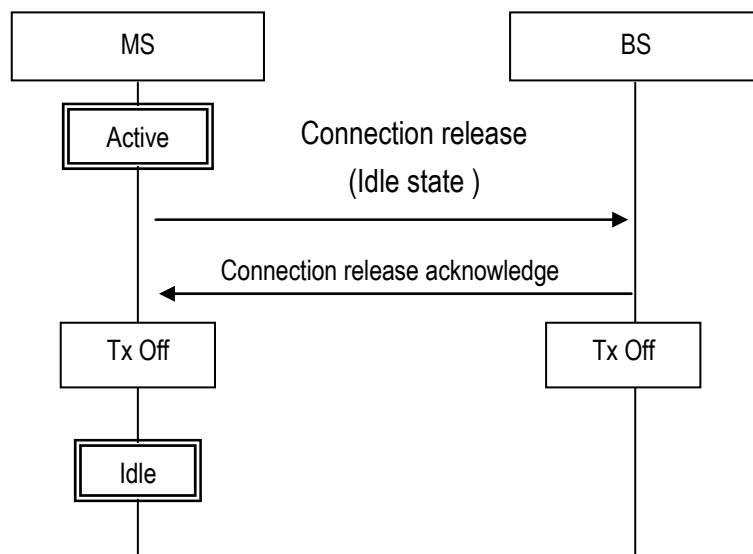 MS
BS
Active
Connection release
(Idle state )
Connection release acknowledge
Tx Off
Tx Off
Idle